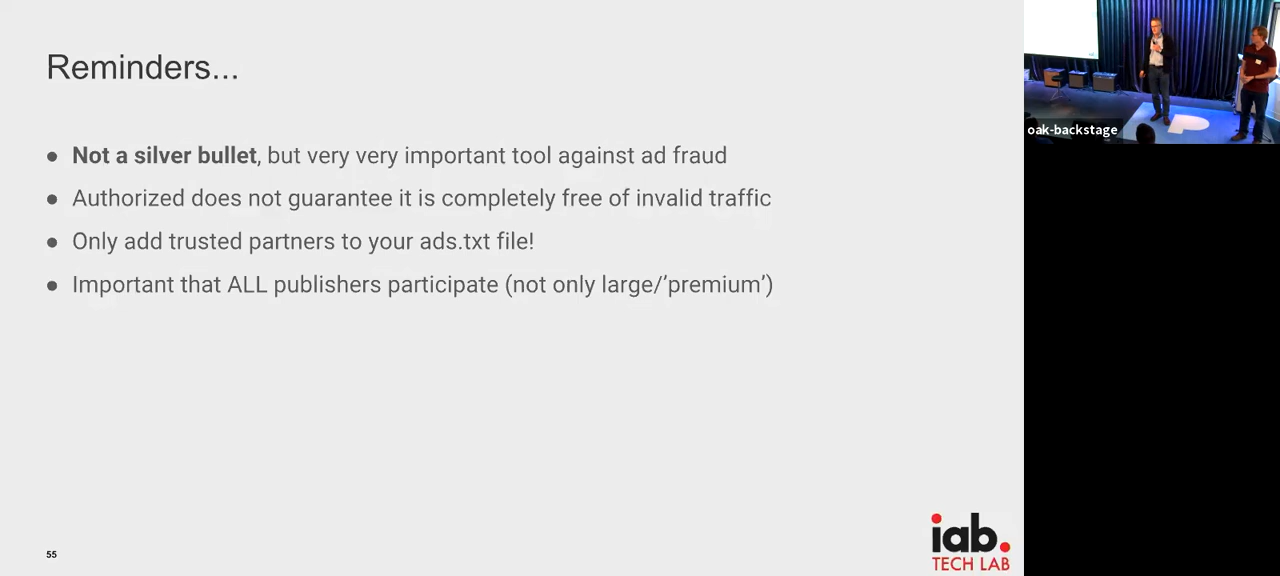 Reminders...
● Not a silver bullet, but very very important tool against ad fraud
● Authorized does not guarantee it is completely free of invalid traffic
● Only add trusted partners to your ads.txt file!
● Important that ALL publishers participate (not only large/’premium’)
55
iab.
TECH LAB
oak-backstage